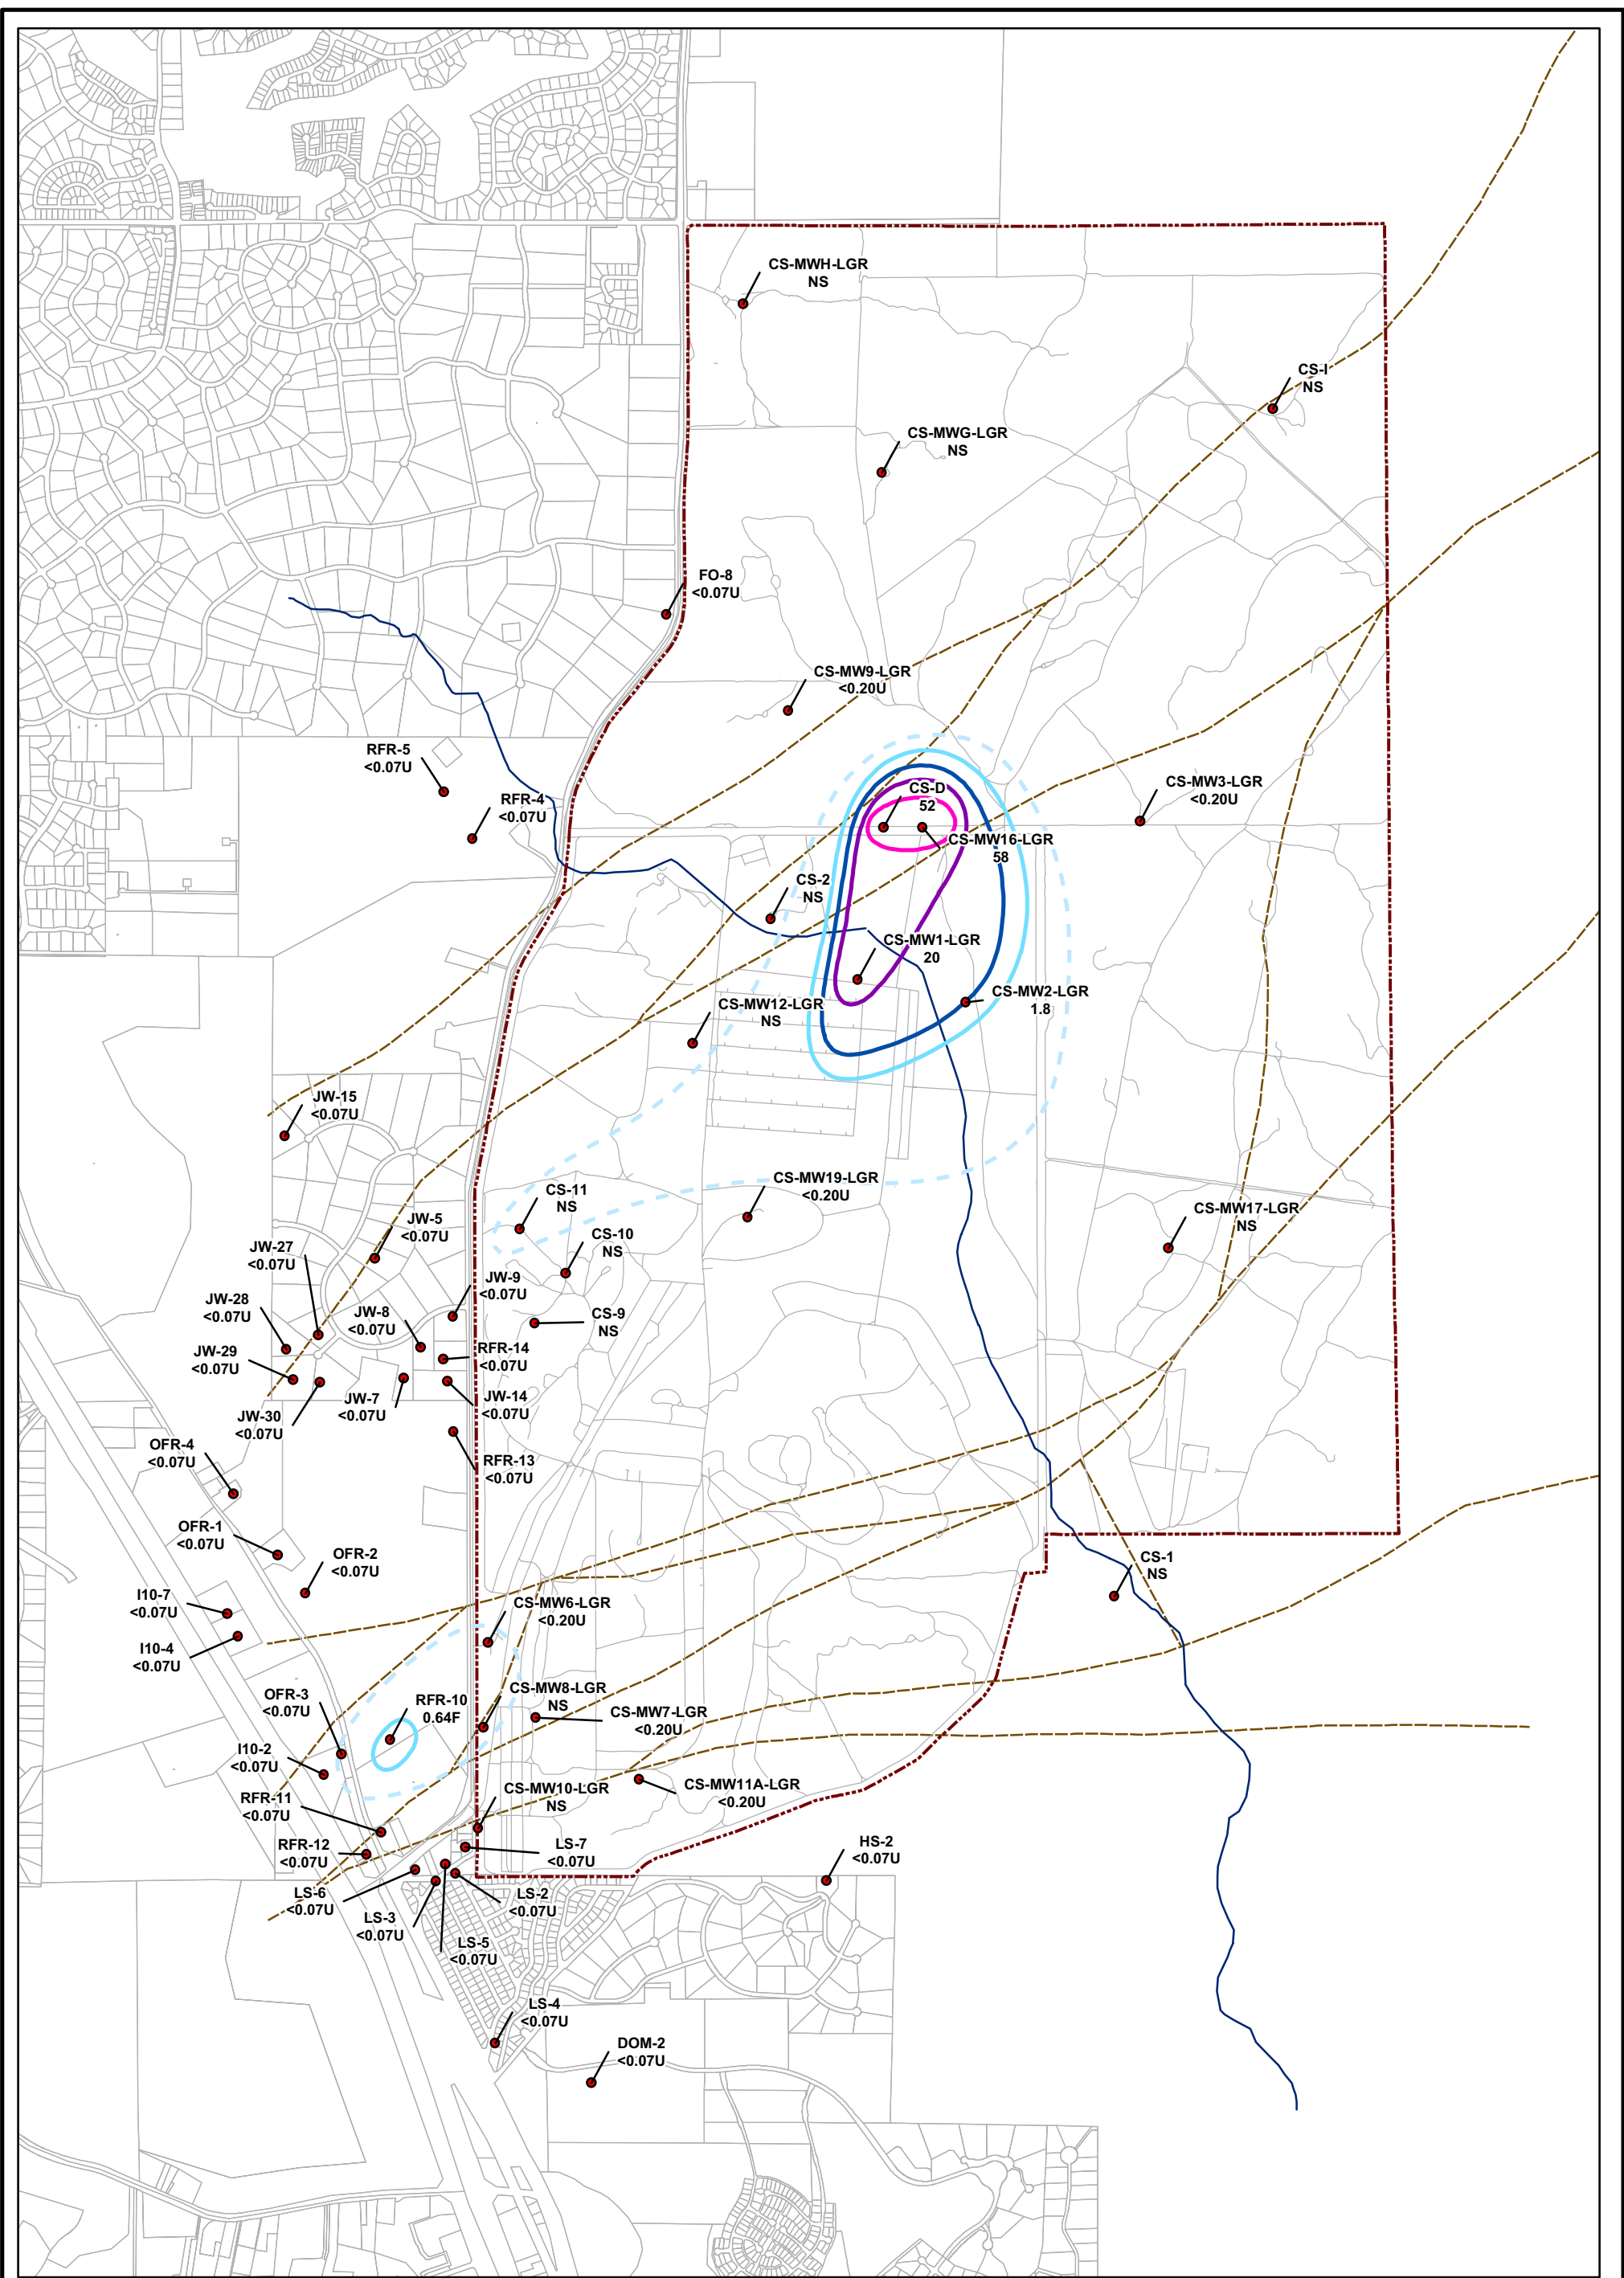 CS-MWH-LGR
NS
CS-I
NS
CS-MWG-LGR
NS
FO-8
<0.07U
CS-MW9-LGR
<0.20U
RFR-5
<0.07U
RFR-4
<0.07U
CS-D
52
CS-MW3-LGR
<0.20U
CS-MW16-LGR
58
CS-2
NS
CS-MW1-LGR
20
CS-MW2-LGR
1.8
CS-MW12-LGR
NS
JW-15
<0.07U
CS-MW19-LGR
<0.20U
CS-11
NS
CS-MW17-LGR
NS
JW-5
<0.07U
CS-10
NS
JW-27
<0.07U
JW-9
<0.07U
JW-28
<0.07U
JW-8
<0.07U
CS-9
NS
JW-29
<0.07U
RFR-14
<0.07U
JW-7
<0.07U
JW-14
<0.07U
JW-30
<0.07U
OFR-4
<0.07U
RFR-13
<0.07U
OFR-1
<0.07U
OFR-2
<0.07U
CS-1
NS
I10-7
<0.07U
CS-MW6-LGR
<0.20U
I10-4
<0.07U
OFR-3
<0.07U
RFR-10
0.64F
CS-MW8-LGR
NS
CS-MW7-LGR
<0.20U
I10-2
<0.07U
CS-MW10-LGR
NS
CS-MW11A-LGR
<0.20U
RFR-11
<0.07U
RFR-12
<0.07U
LS-7
<0.07U
HS-2
<0.07U
LS-6
<0.07U
LS-2
<0.07U
LS-3
<0.07U
LS-5
<0.07U
LS-4
<0.07U
DOM-2
<0.07U